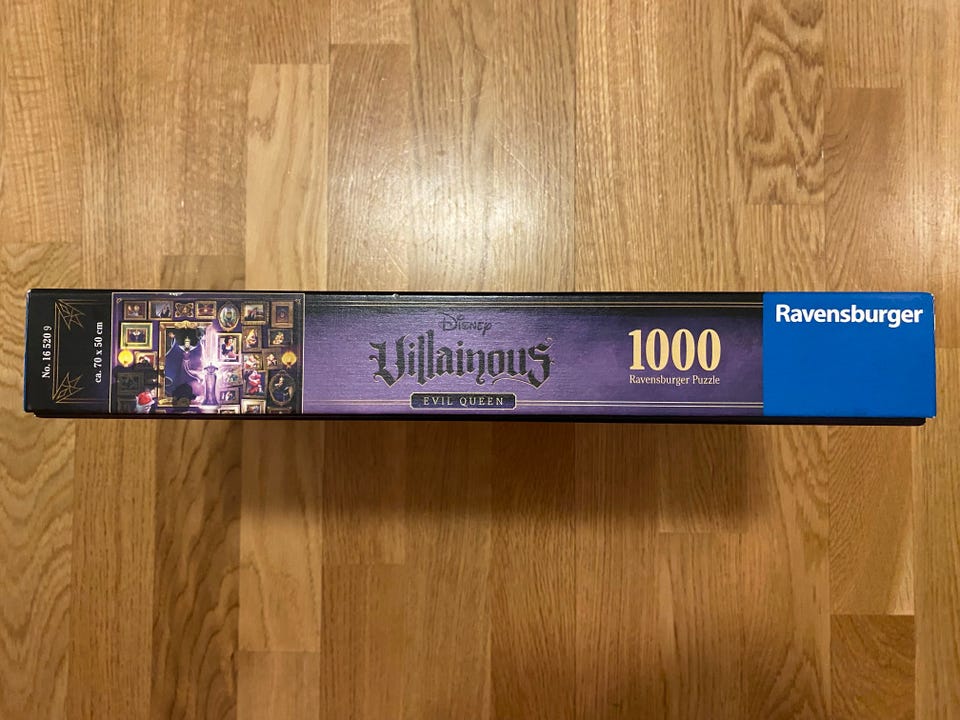 No. 16 520 9
ca. 70 x 50 cm
Disney
Villainous
EVIL QUEEN
1000
Ravensburger Puzzle
Ravensburger